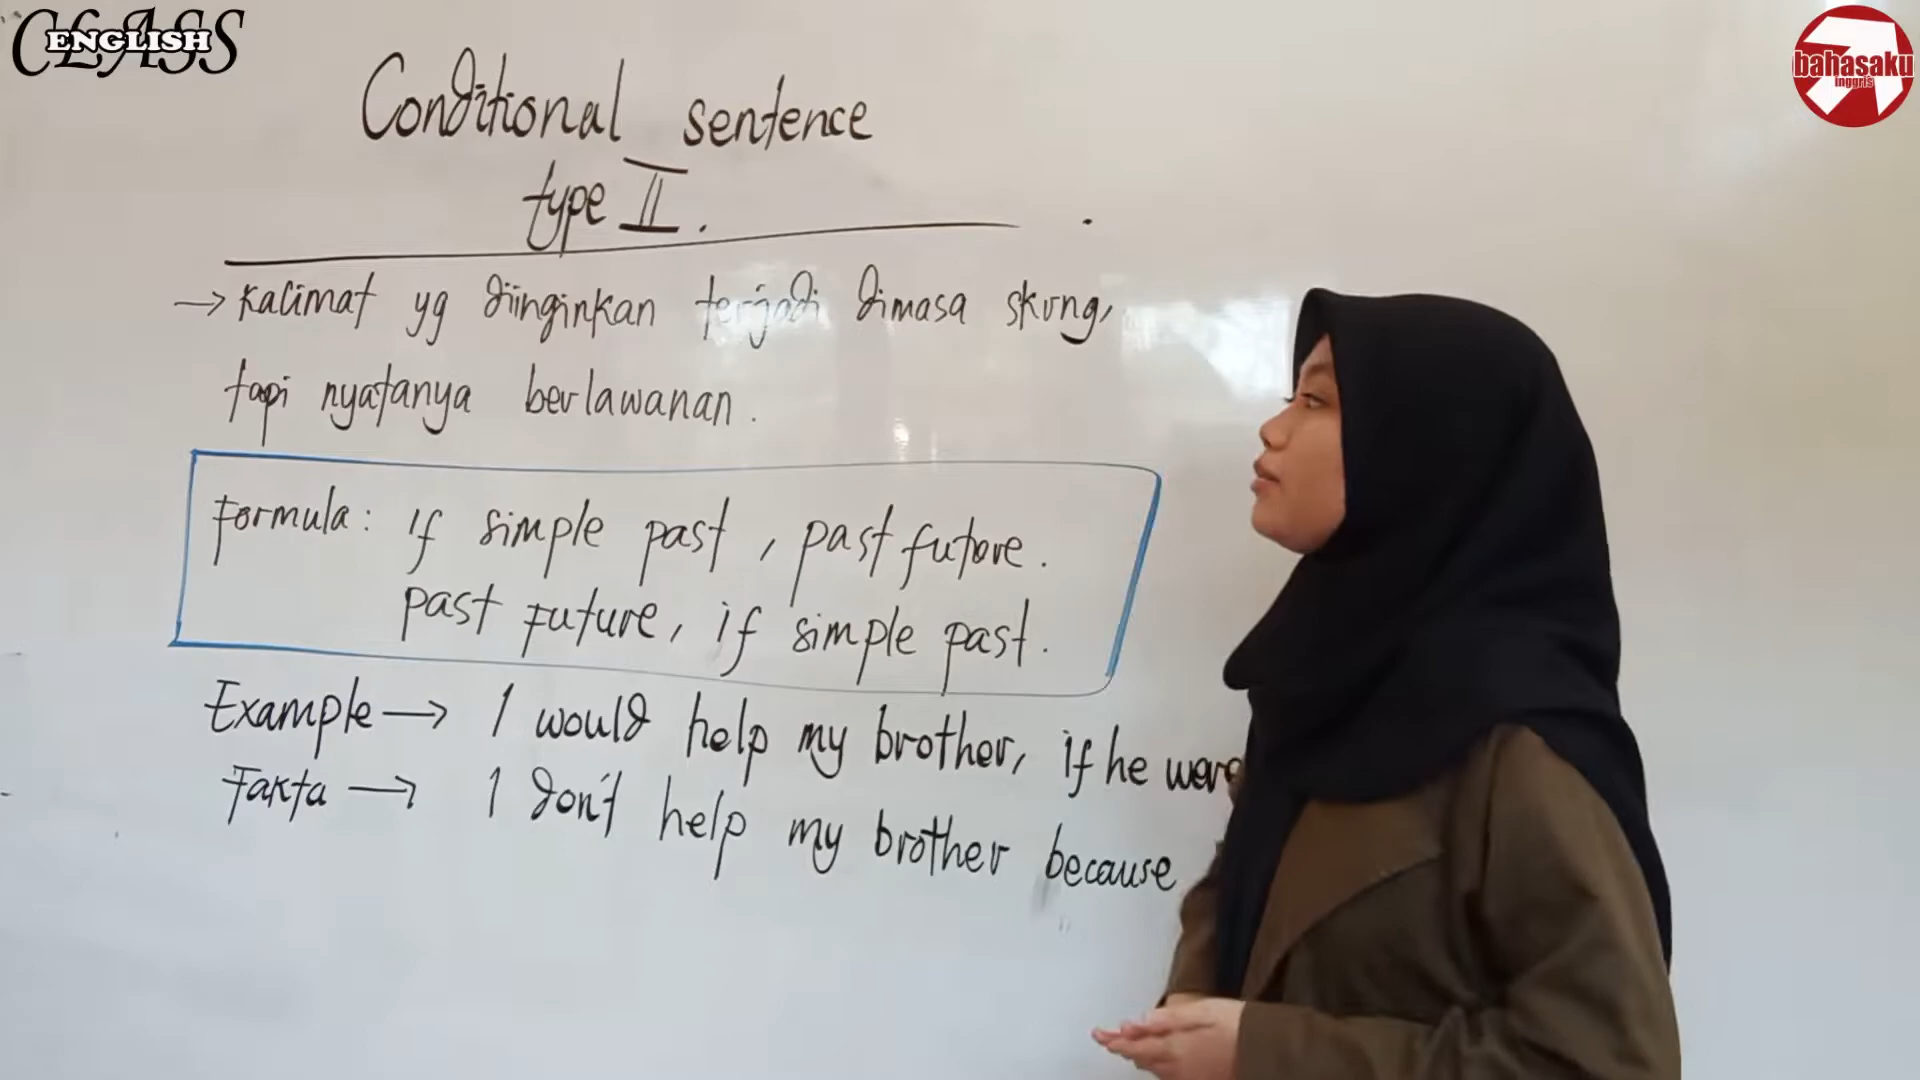 CLASS
ENGLISH
bahasaku
inggris
Conditional sentence
type II.
→ Kalimat yg diinginkan terjadi dimasa skrng,
tapi nyatanya berlawanan.
Formula: If simple past, past future.
past Future, if simple past.
Example → I would help my brother, if he were
Fakta → I don't help my brother because